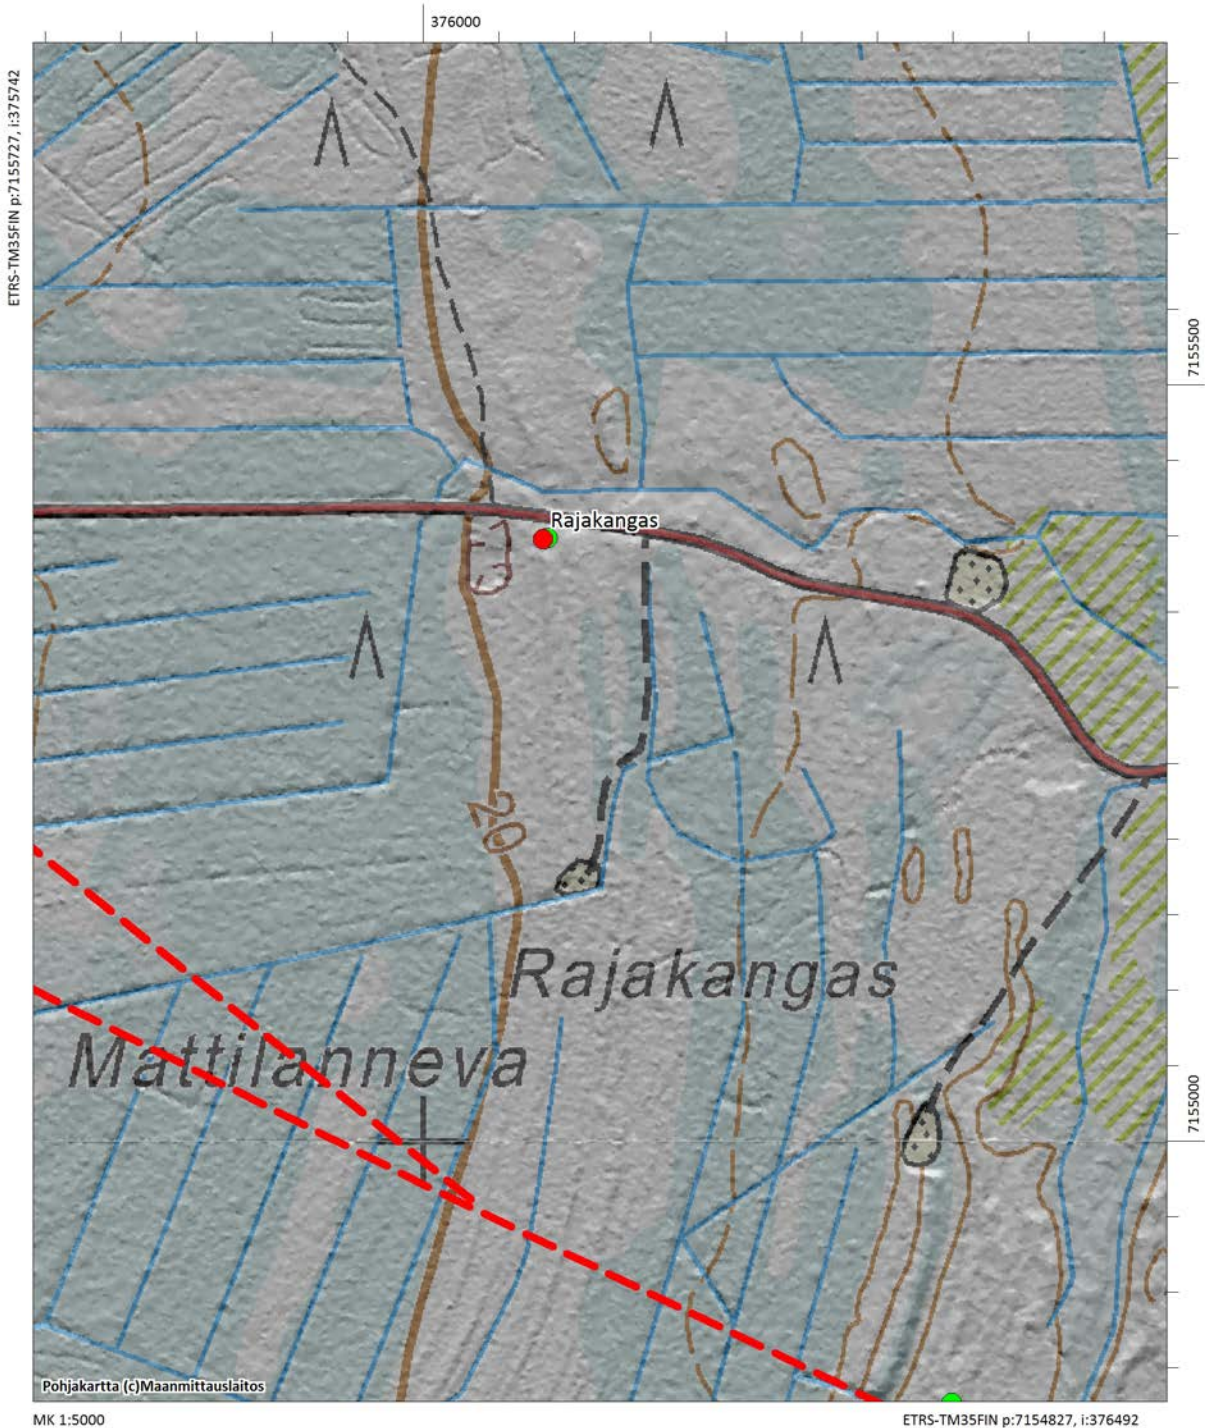 376000
ETRS-TM35FIN p:7155727, i:375742
7155500
Rajakangas
20
Rajakangas
Mattilanneva
7155000
Pohjakartta (c)Maanmittauslaitos
MK 1:5000
ETRS-TM35FIN p:7154827, i:376492